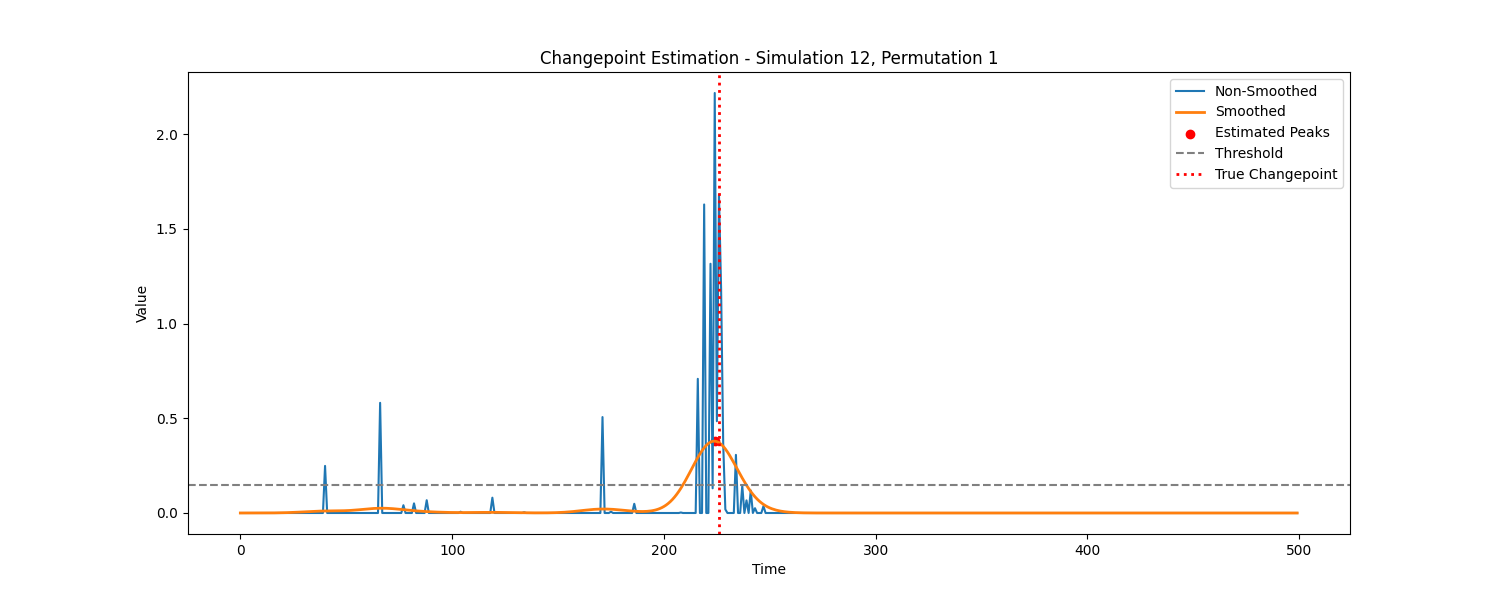 Changepoint Estimation - Simulation 12, Permutation 1
Non-Smoothed
Smoothed
Estimated Peaks
Threshold
True Changepoint
Value
2.0
1.5
1.0
0.5
0.0
0 100 200 300 400 500
Time